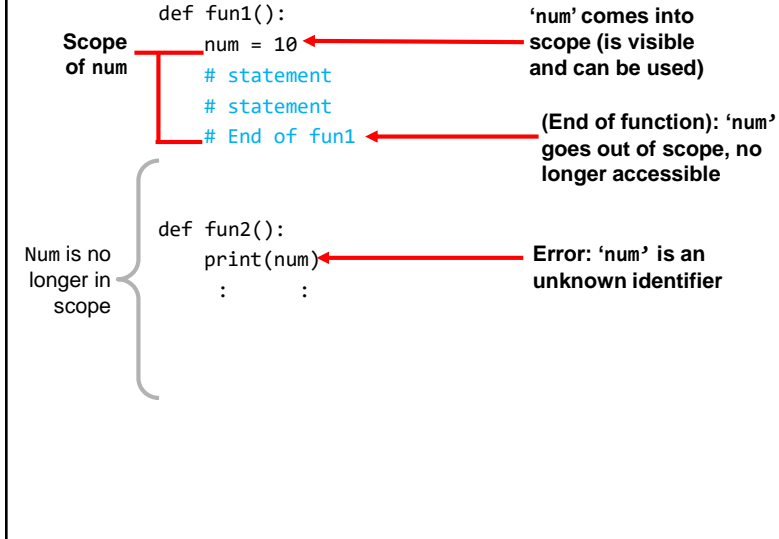 def fun1():
num = 10
# statement
# statement
# End of fun1
Scope
of num
‘num’ comes into
scope (is visible
and can be used)
(End of function): ‘num’
goes out of scope, no
longer accessible
def fun2():
print(num)
:      :
Num is no
longer in
scope
Error: ‘num’ is an
unknown identifier